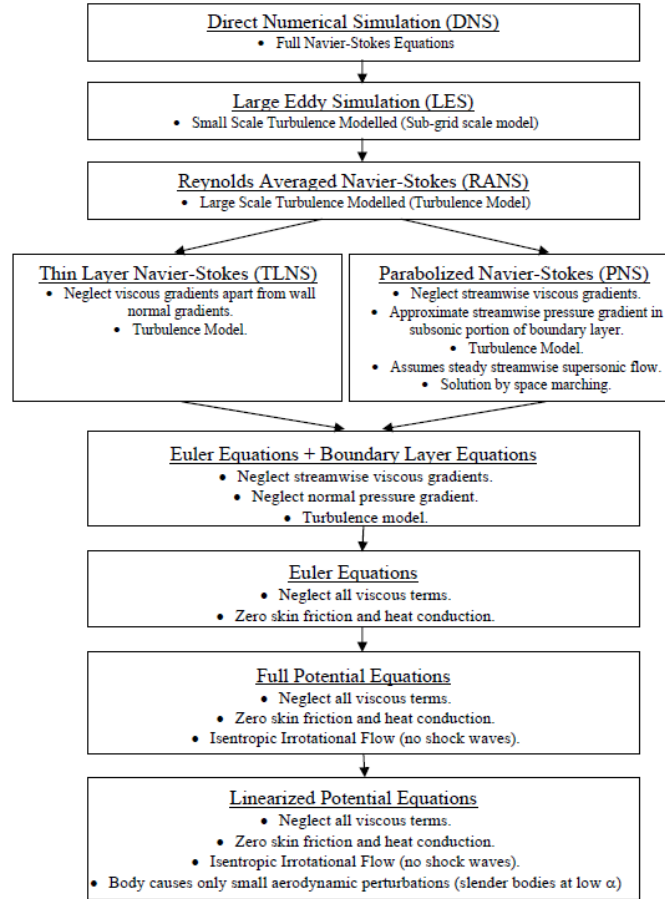 Direct Numerical Simulation (DNS)
• Full Navier-Stokes Equations
Large Eddy Simulation (LES)
• Small Scale Turbulence Modelled (Sub-grid scale model)
Reynolds Averaged Navier-Stokes (RANS)
• Large Scale Turbulence Modelled (Turbulence Model)
Thin Layer Navier-Stokes (TLNS)
• Neglect viscous gradients apart from wall
normal gradients.
• Turbulence Model.
Parabolized Navier-Stokes (PNS)
• Neglect streamwise viscous gradients.
• Approximate streamwise pressure gradient in
subsonic portion of boundary layer.
• Turbulence Model.
• Assumes steady streamwise supersonic flow.
• Solution by space marching.
Euler Equations + Boundary Layer Equations
• Neglect streamwise viscous gradients.
• Neglect normal pressure gradient.
• Turbulence model.
Euler Equations
• Neglect all viscous terms.
• Zero skin friction and heat conduction.
Full Potential Equations
• Neglect all viscous terms.
• Zero skin friction and heat conduction.
• Isentropic Irrotational Flow (no shock waves).
Linearized Potential Equations
• Neglect all viscous terms.
• Zero skin friction and heat conduction.
• Isentropic Irrotational Flow (no shock waves).
• Body causes only small aerodynamic perturbations (slender bodies at low α)